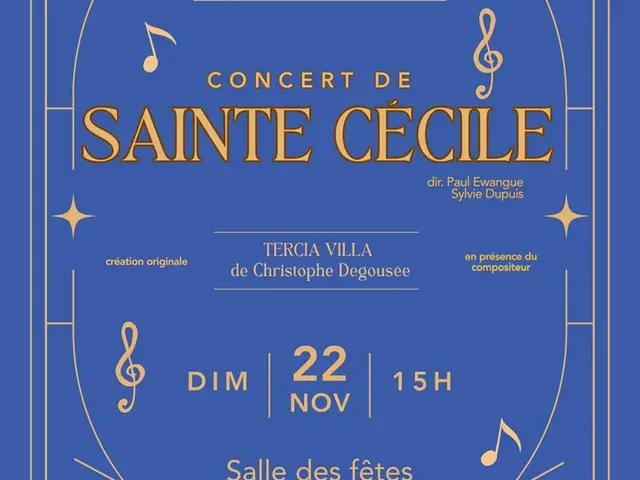 CONCERT DE
SAINTE CÉCILE
dir. Paul Ewangue
Sylvie Dupuis
création originale
TERCIA VILLA
de Christophe Degousée
en présence du
compositeur
DIM
22
NOV
15H
Salle des fêtes